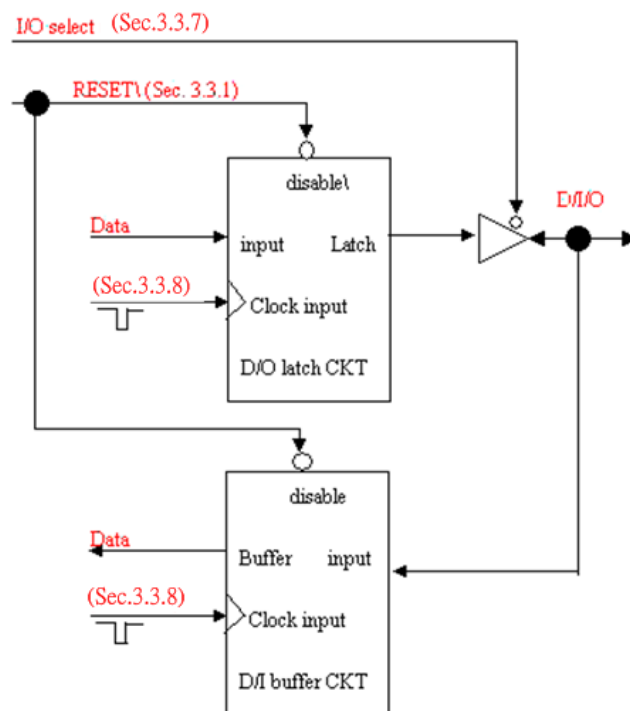 I/O select (Sec.3.3.7)
RESET\ (Sec. 3.3.1)
disable\
D/I/O
Data
input Latch
(Sec.3.3.8)
Clock input
D/O latch CKT
disable
Data
Buffer input
(Sec.3.3.8)
Clock input
D/I buffer CKT